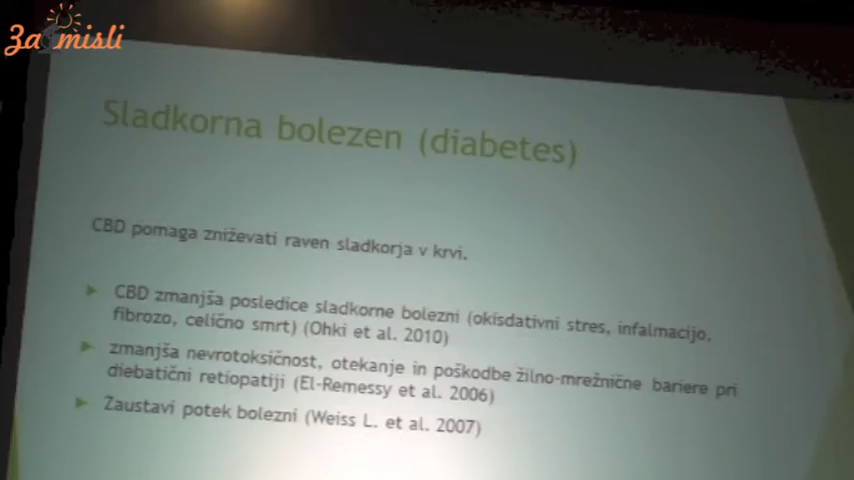 Za misli
Sladkorna bolezen (diabetes)
CBD pomaga zniževati raven sladkorja v krvi.
CBD zmanjša posledice sladkorne bolezni (okisdativni stres, infalmacijo,
fibrozo, celično smrt) (Ohki et al. 2010)
zmanjša nevrotoksičnost, otekanje in poškodbe žilno-mrežnične bariere pri
diebatični retiopatiji (El-Remessy et al. 2006)
Zaustavi potek bolezni (Weiss L. et al. 2007)